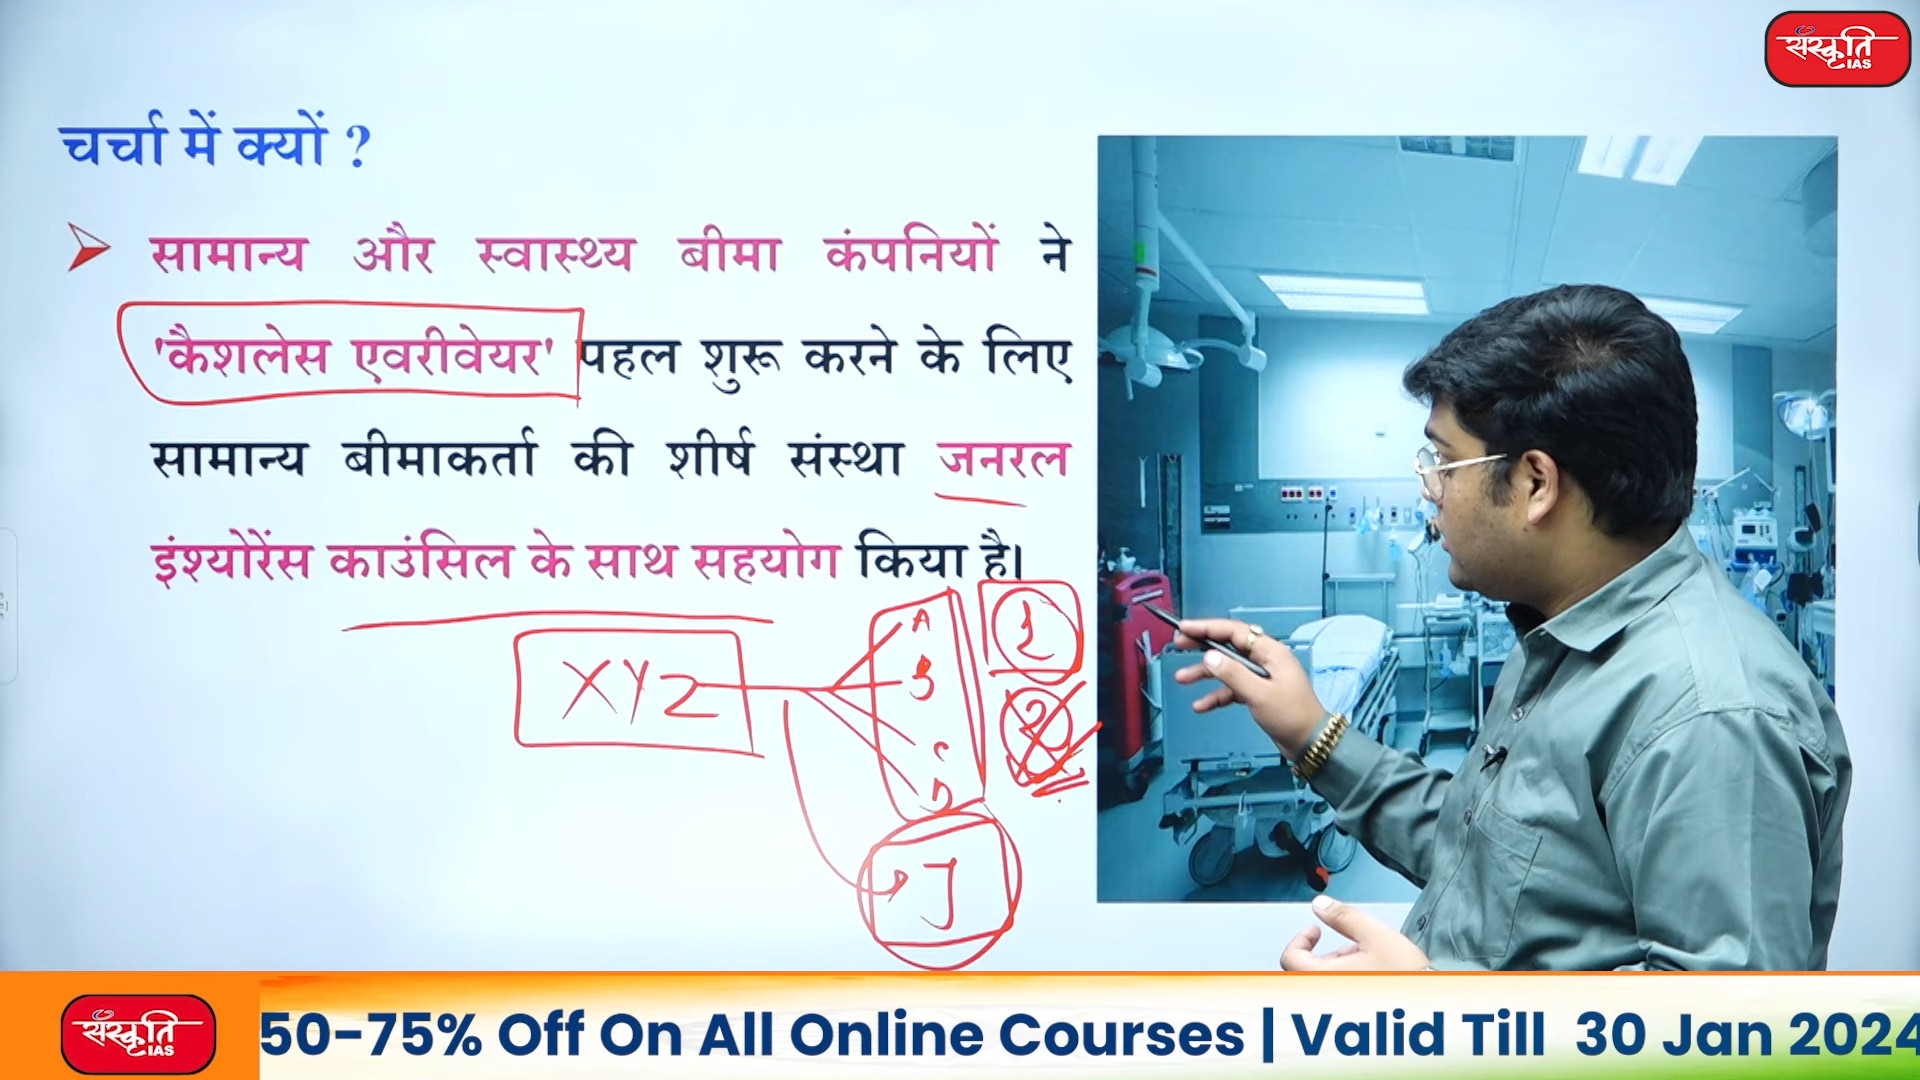 संस्कृति
IAS
चर्चा में क्यों ?
सामान्य और स्वास्थ्य बीमा कंपनियों ने
'कैशलेस एवरीवेयर' पहल शुरू करने के लिए
सामान्य बीमाकर्ता की शीर्ष संस्था जनरल
इंश्योरेंस काउंसिल के साथ सहयोग किया है।
A
1
XYZ
B
2
C
D
J
संस्कृति
IAS
50-75% Off On All Online Courses | Valid Till 30 Jan 2024